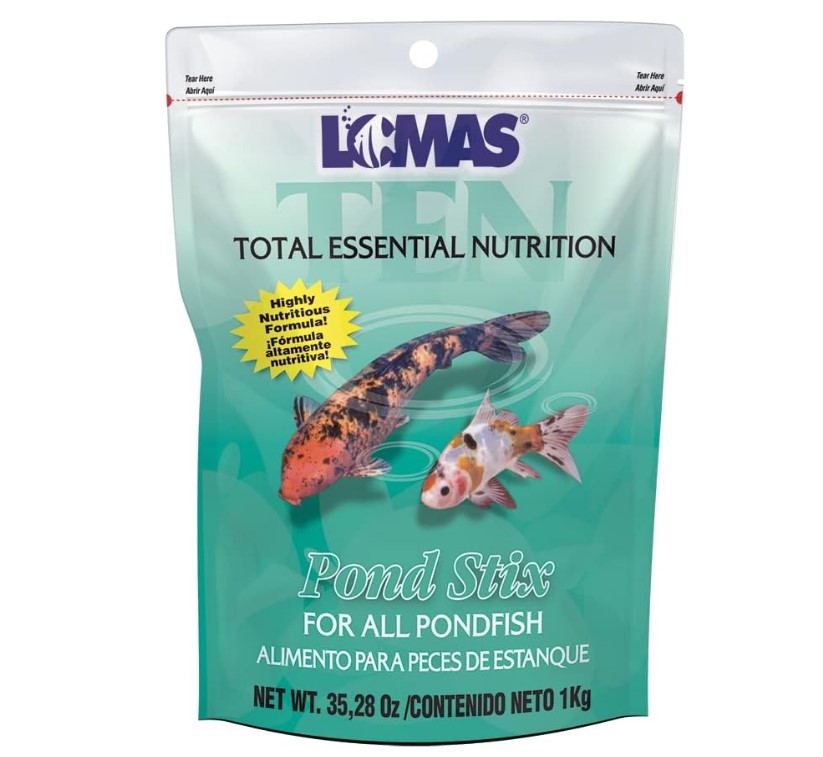 Tear Here
Abrir Aquí
Tear Here
Abrir Aquí
LOMAS®
TEN
TOTAL ESSENTIAL NUTRITION
Highly
Nutritious
Formula!
¡Fórmula
altamente
nutritiva!
Pond Stix
FOR ALL PONDFISH
ALIMENTO PARA PECES DE ESTANQUE
NET WT. 35,28 Oz /CONTENIDO NETO 1Kg